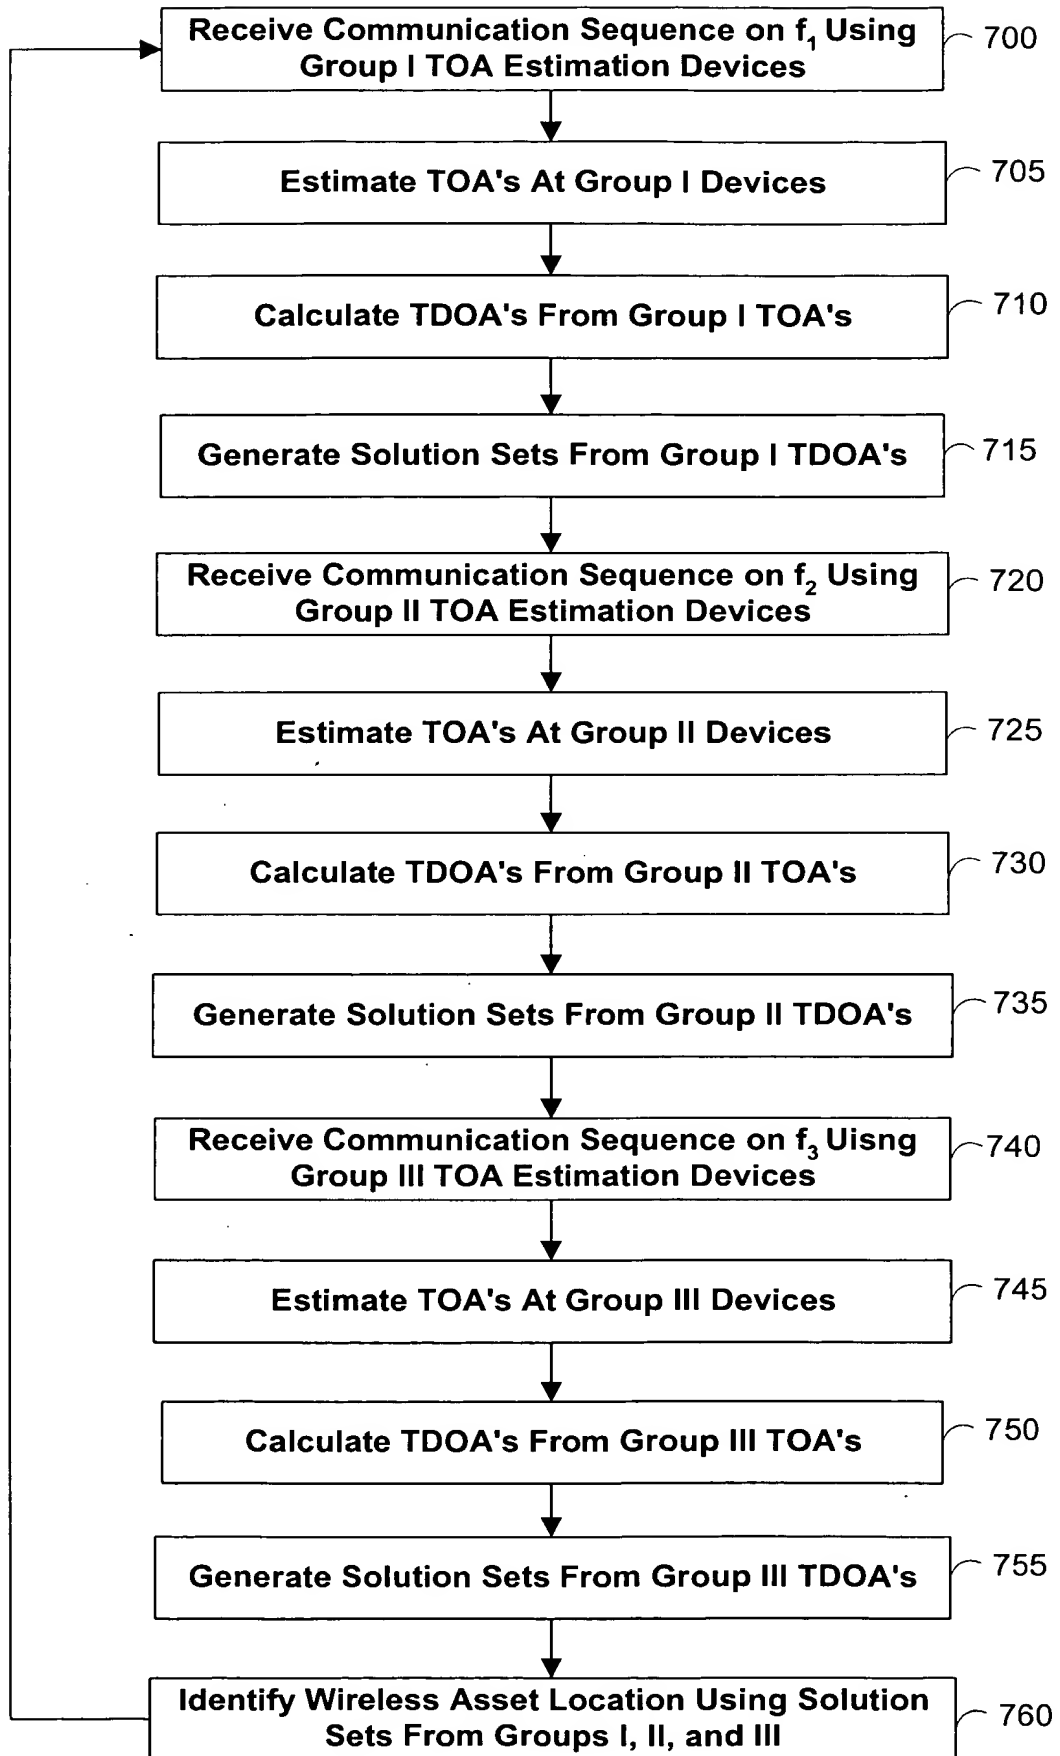 Receive Communication Sequence on f₁ Using
Group I TOA Estimation Devices
700
Estimate TOA's At Group I Devices
705
Calculate TDOA's From Group I TOA's
710
Generate Solution Sets From Group I TDOA's
715
Receive Communication Sequence on f₂ Using
Group II TOA Estimation Devices
720
Estimate TOA's At Group II Devices
725
Calculate TDOA's From Group II TOA's
730
Generate Solution Sets From Group II TDOA's
735
Receive Communication Sequence on f₃ Uisng
Group III TOA Estimation Devices
740
Estimate TOA's At Group III Devices
745
Calculate TDOA's From Group III TOA's
750
Generate Solution Sets From Group III TDOA's
755
Identify Wireless Asset Location Using Solution
Sets From Groups I, II, and III
760